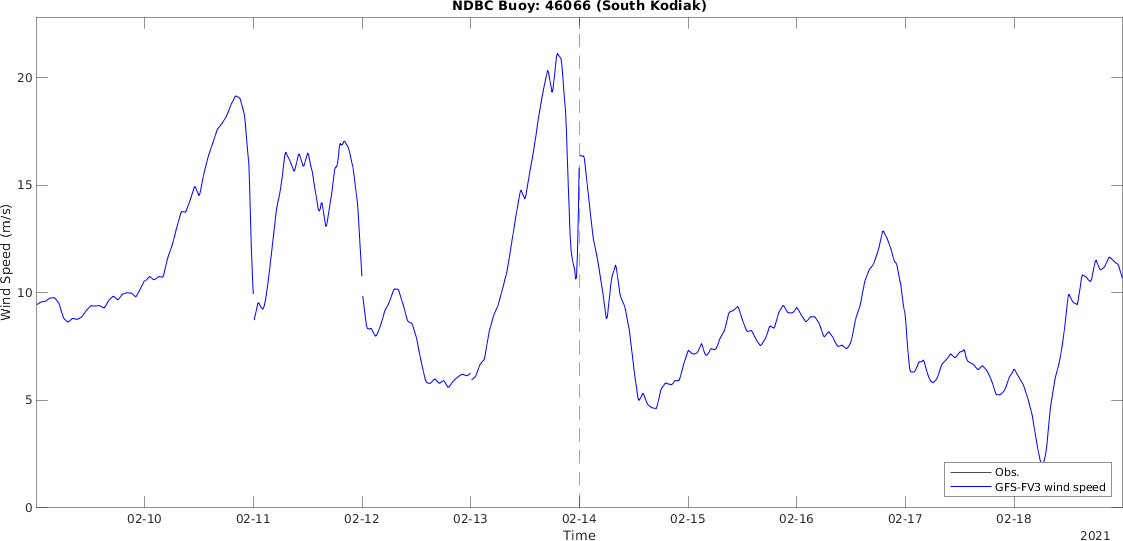 NDBC Buoy: 46066 (South Kodiak)
Wind Speed (m/s)
20
15
10
5
0
Obs.
GFS-FV3 wind speed
02-10 02-11 02-12 02-13 02-14 02-15 02-16 02-17 02-18
Time
2021